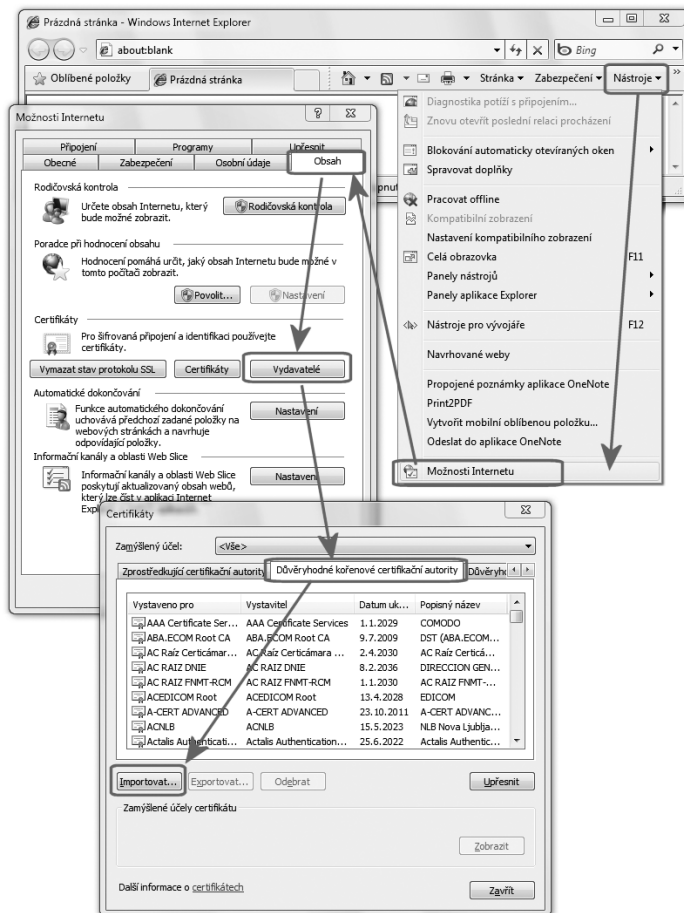 Prázdná stránka - Windows Internet Explorer
about:blank
Bing
Oblíbené položky
Prázdná stránka
Stránka
Zabezpečení
Nástroje
»
Diagnostika potíží s připojením...
Znovu otevřít poslední relaci procházení
Blokování automaticky otevíraných oken
Spravovat doplňky
Pracovat offline
Kompatibilní zobrazení
Nastavení kompatibilního zobrazení
Celá obrazovka F11
Panely nástrojů
Panely aplikace Explorer
Nástroje pro vývojáře F12
Navrhované weby
Propojené poznámky aplikace OneNote
Print2PDF
Vytvořit mobilní oblíbenou položku...
Odeslat do aplikace OneNote
Možnosti Internetu
Možnosti Internetu
Připojení Programy Upřesnit
Obecné Zabezpečení Osobní údaje Obsah
Rodičovská kontrola
Určete obsah Internetu, který
bude možné zobrazit.
Rodičovská kontrola
Poradce při hodnocení obsahu
Hodnocení pomáhá určit, jaký obsah Internetu bude možné v
tomto počítači zobrazit.
Povolit... Nastavení
Certifikáty
Pro šifrovaná připojení a identifikaci používejte
certifikáty.
Vymazat stav protokolu SSL Certifikáty Vydavatelé
Automatické dokončování
Funkce automatického dokončování
uchovává předchozí zadané položky na
webových stránkách a navrhuje
odpovídající položky.
Nastavení
Informační kanály a oblasti Web Slice
Informační kanály a oblasti Web Slice
poskytují aktualizovaný obsah webů,
který lze číst v aplikaci Internet
Nastavení
Certifikáty
Zamýšlený účel: <Vše>
Zprostředkující certifikační autority Důvěryhodné kořenové certifikační autority Důvěryh
Vystaveno pro Vystavitel Datum uk... Popisný název
AAA Certificate Ser... AAA Certificate Services 1.1.2029 COMODO
ABA.ECOM Root CA ABA.ECOM Root CA 9.7.2009 DST (ABA.ECOM...
AC Raíz Certicámar... AC Raíz Certicámara ... 2.4.2030 AC Raíz Certicá...
AC RAIZ DNIE AC RAIZ DNIE 8.2.2036 DIRECCION GEN...
AC RAIZ FNMT-RCM AC RAIZ FNMT-RCM 1.1.2030 AC RAIZ FNMT-...
ACEDICOM Root ACEDICOM Root 13.4.2028 EDICOM
A-CERT ADVANCED A-CERT ADVANCED 23.10.2011 A-CERT ADVANC...
ACNLB ACNLB 15.5.2023 NLB Nova Ljublja...
Actalis Authenticati... Actalis Authentication... 25.6.2022 Actalis Authentic...
Importovat... Exportovat... Odebrat Upřesnit
Zamýšlené účely certifikátu
Zobrazit
Další informace o certifikátech
Zavřít